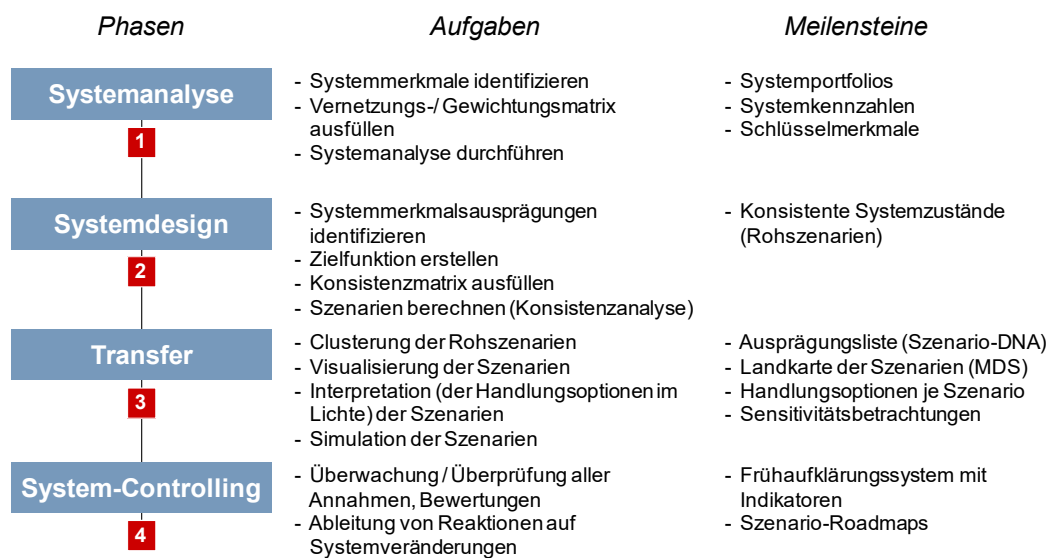 Phasen Aufgaben Meilensteine
Systemanalyse
1
- Systemmerkmale identifizieren
- Vernetzungs-/ Gewichtungsmatrix
ausfüllen
- Systemanalyse durchführen
- Systemportfolios
- Systemkennzahlen
- Schlüsselmerkmale
Systemdesign
2
- Systemmerkmalsausprägungen
identifizieren
- Zielfunktion erstellen
- Konsistenzmatrix ausfüllen
- Szenarien berechnen (Konsistenzanalyse)
- Konsistente Systemzustände
(Rohszenarien)
Transfer
3
- Clusterung der Rohszenarien
- Visualisierung der Szenarien
- Interpretation (der Handlungsoptionen im
Lichte) der Szenarien
- Simulation der Szenarien
- Ausprägungsliste (Szenario-DNA)
- Landkarte der Szenarien (MDS)
- Handlungsoptionen je Szenario
- Sensitivitätsbetrachtungen
System-Controlling
4
- Überwachung / Überprüfung aller
Annahmen, Bewertungen
- Ableitung von Reaktionen auf
Systemveränderungen
- Frühaufklärungssystem mit
Indikatoren
- Szenario-Roadmaps